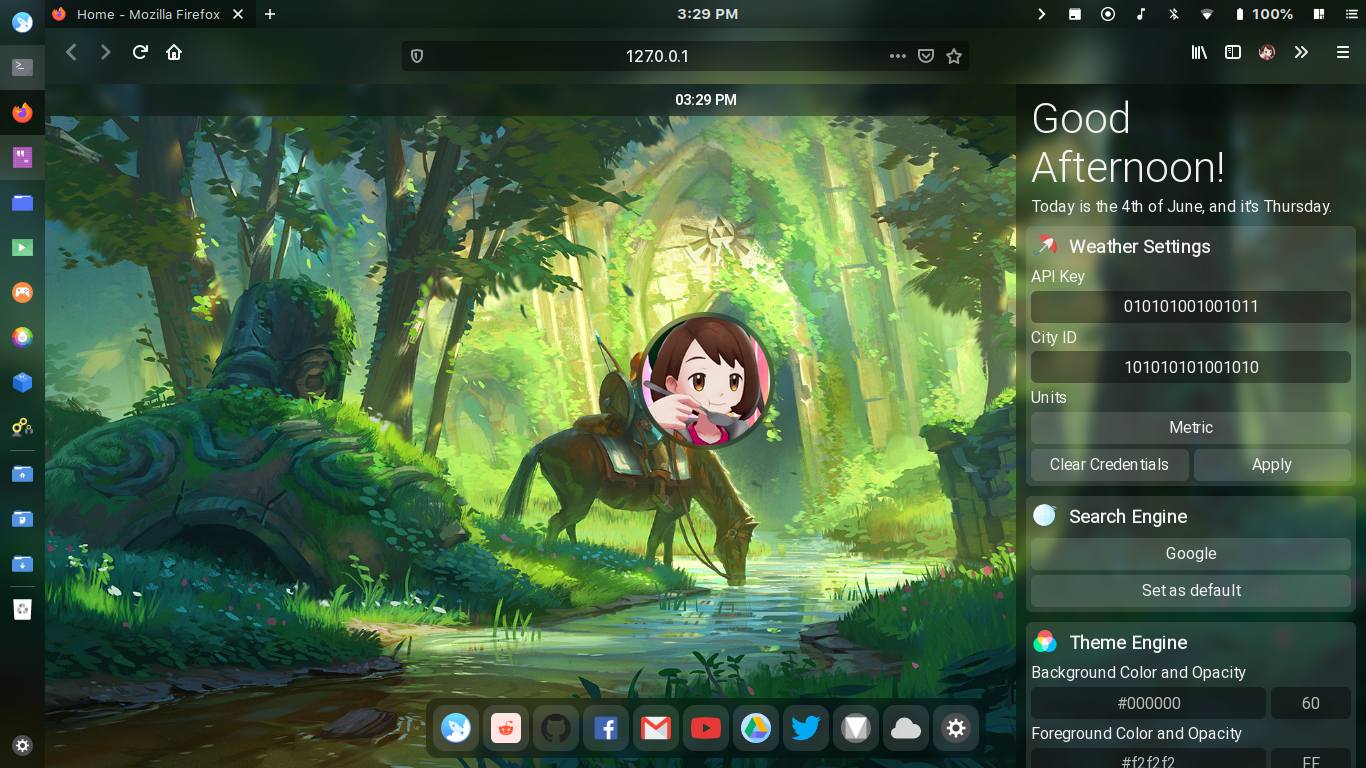 Home - Mozilla Firefox
3:29 PM
100%
127.0.0.1
03:29 PM
Good
Afternoon!
Today is the 4th of June, and it's Thursday.
Weather Settings
API Key
010101001001011
City ID
101010101001010
Units
Metric
Clear Credentials
Apply
Search Engine
Google
Set as default
Theme Engine
Background Color and Opacity
#000000
60
Foreground Color and Opacity
#f2f2f2
EE